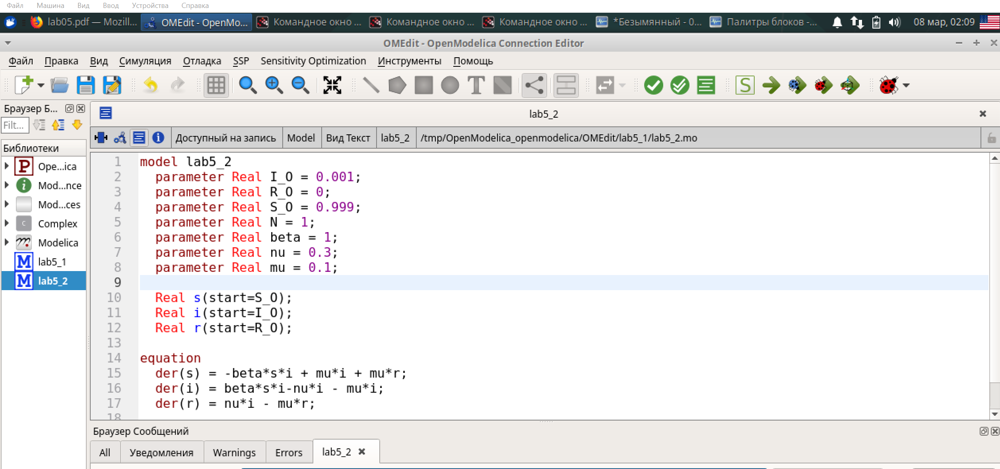 Файл Машина Вид Ввод Устройства Справка
lab05.pdf — Mozill... OMEdit - OpenMo... Командное окно ... Командное окно ... Командное окно ... *Безымянный - 0... Палитры блоков -... 08 мар, 02:09
OMEdit - OpenModelica Connection Editor
Файл Правка Вид Симуляция Отладка SSP Sensitivity Optimization Инструменты Помощь
Браузер Б...
lab5_2
Filt...
Доступный на запись Model Вид Текст lab5_2 /tmp/OpenModelica_openmodelica/OMEdit/lab5_1/lab5_2.mo
Библиотеки
P Ope...ica
i Mod...nce
Mod...ces
C Complex
Modelica
M lab5_1
M lab5_2
1 model lab5_2
2 parameter Real I_O = 0.001;
3 parameter Real R_O = 0;
4 parameter Real S_O = 0.999;
5 parameter Real N = 1;
6 parameter Real beta = 1;
7 parameter Real nu = 0.3;
8 parameter Real mu = 0.1;
9
10 Real s(start=S_O);
11 Real i(start=I_O);
12 Real r(start=R_O);
13
14 equation
15 der(s) = -beta*s*i + mu*i + mu*r;
16 der(i) = beta*s*i-nu*i - mu*i;
17 der(r) = nu*i - mu*r;
18
Браузер Сообщений
All Уведомления Warnings Errors lab5_2